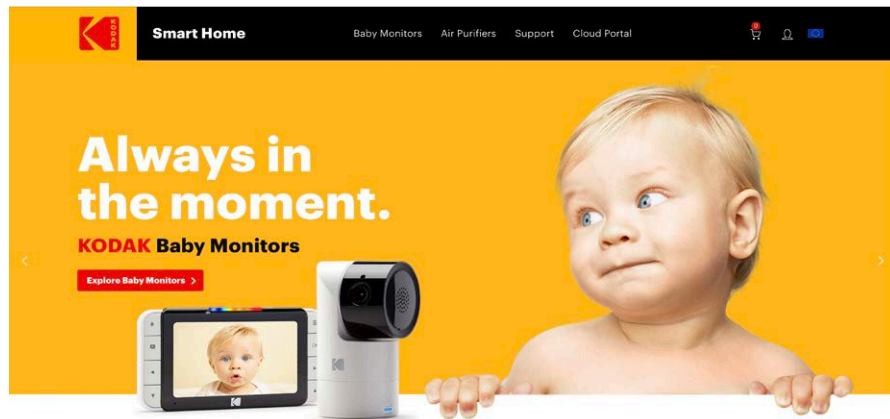 KODAK
Smart Home
Baby Monitors
Air Purifiers
Support
Cloud Portal
0
Always in
the moment.
KODAK Baby Monitors
Explore Baby Monitors